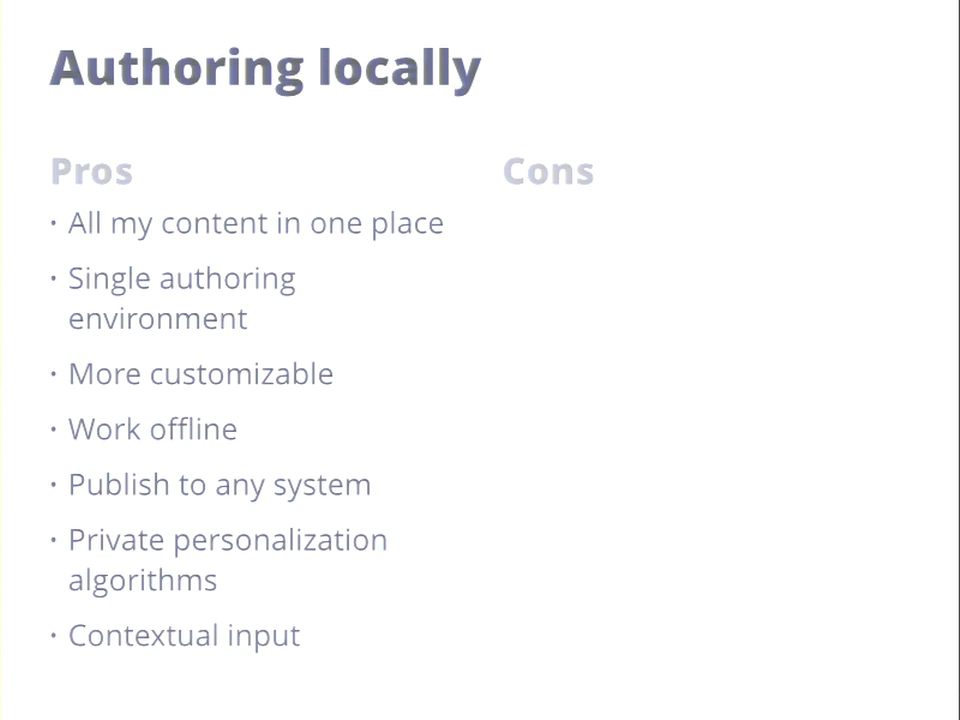 Authoring locally
Pros
• All my content in one place
• Single authoring
environment
• More customizable
• Work offline
• Publish to any system
• Private personalization
algorithms
• Contextual input
Cons